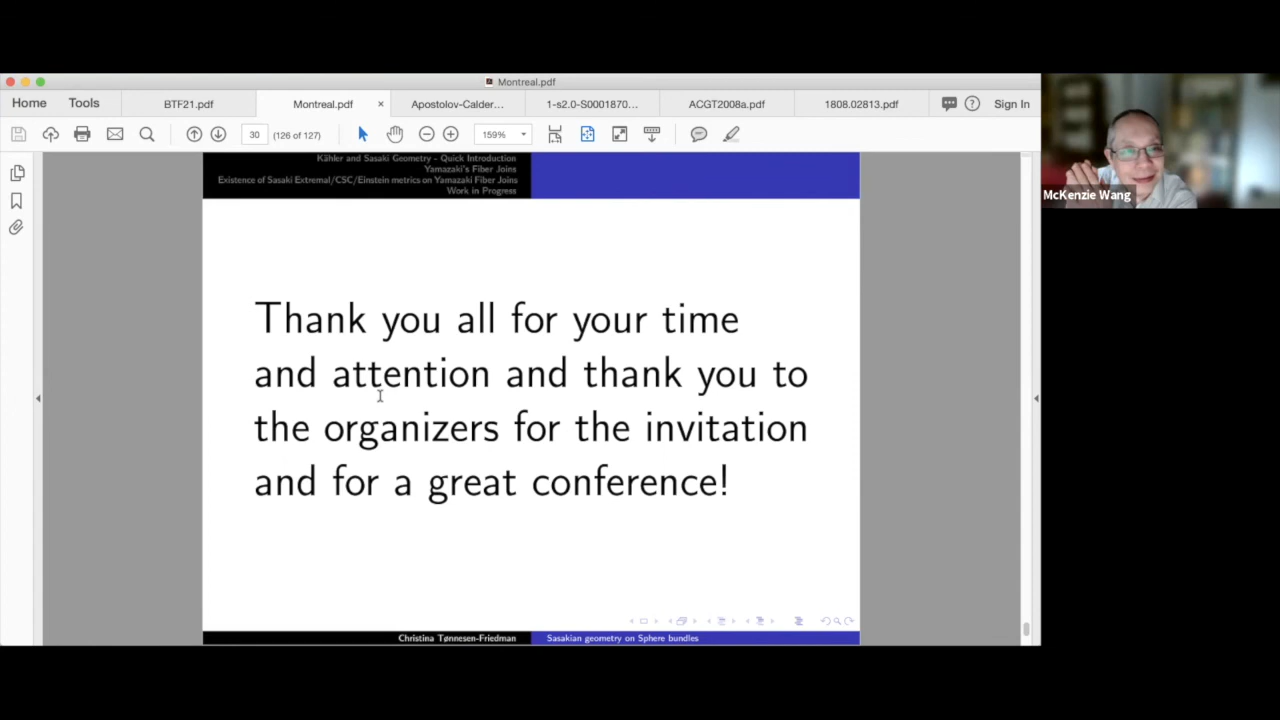 Montreal.pdf
Home Tools BTF21.pdf Montreal.pdf × Apostolov-Calder... 1-s2.0-S0001870... ACGT2008a.pdf 1808.02813.pdf ? Sign In
30 (126 of 127) 159%
Kähler and Sasaki Geometry - Quick Introduction
Yamazaki's Fiber Joins
Existence of Sasaki Extremal/CSC/Einstein metrics on Yamazaki Fiber Joins
Work in Progress
McKenzie Wang
Thank you all for your time
and attention and thank you to
the organizers for the invitation
and for a great conference!
Christina Tønnesen-Friedman Sasakian geometry on Sphere bundles